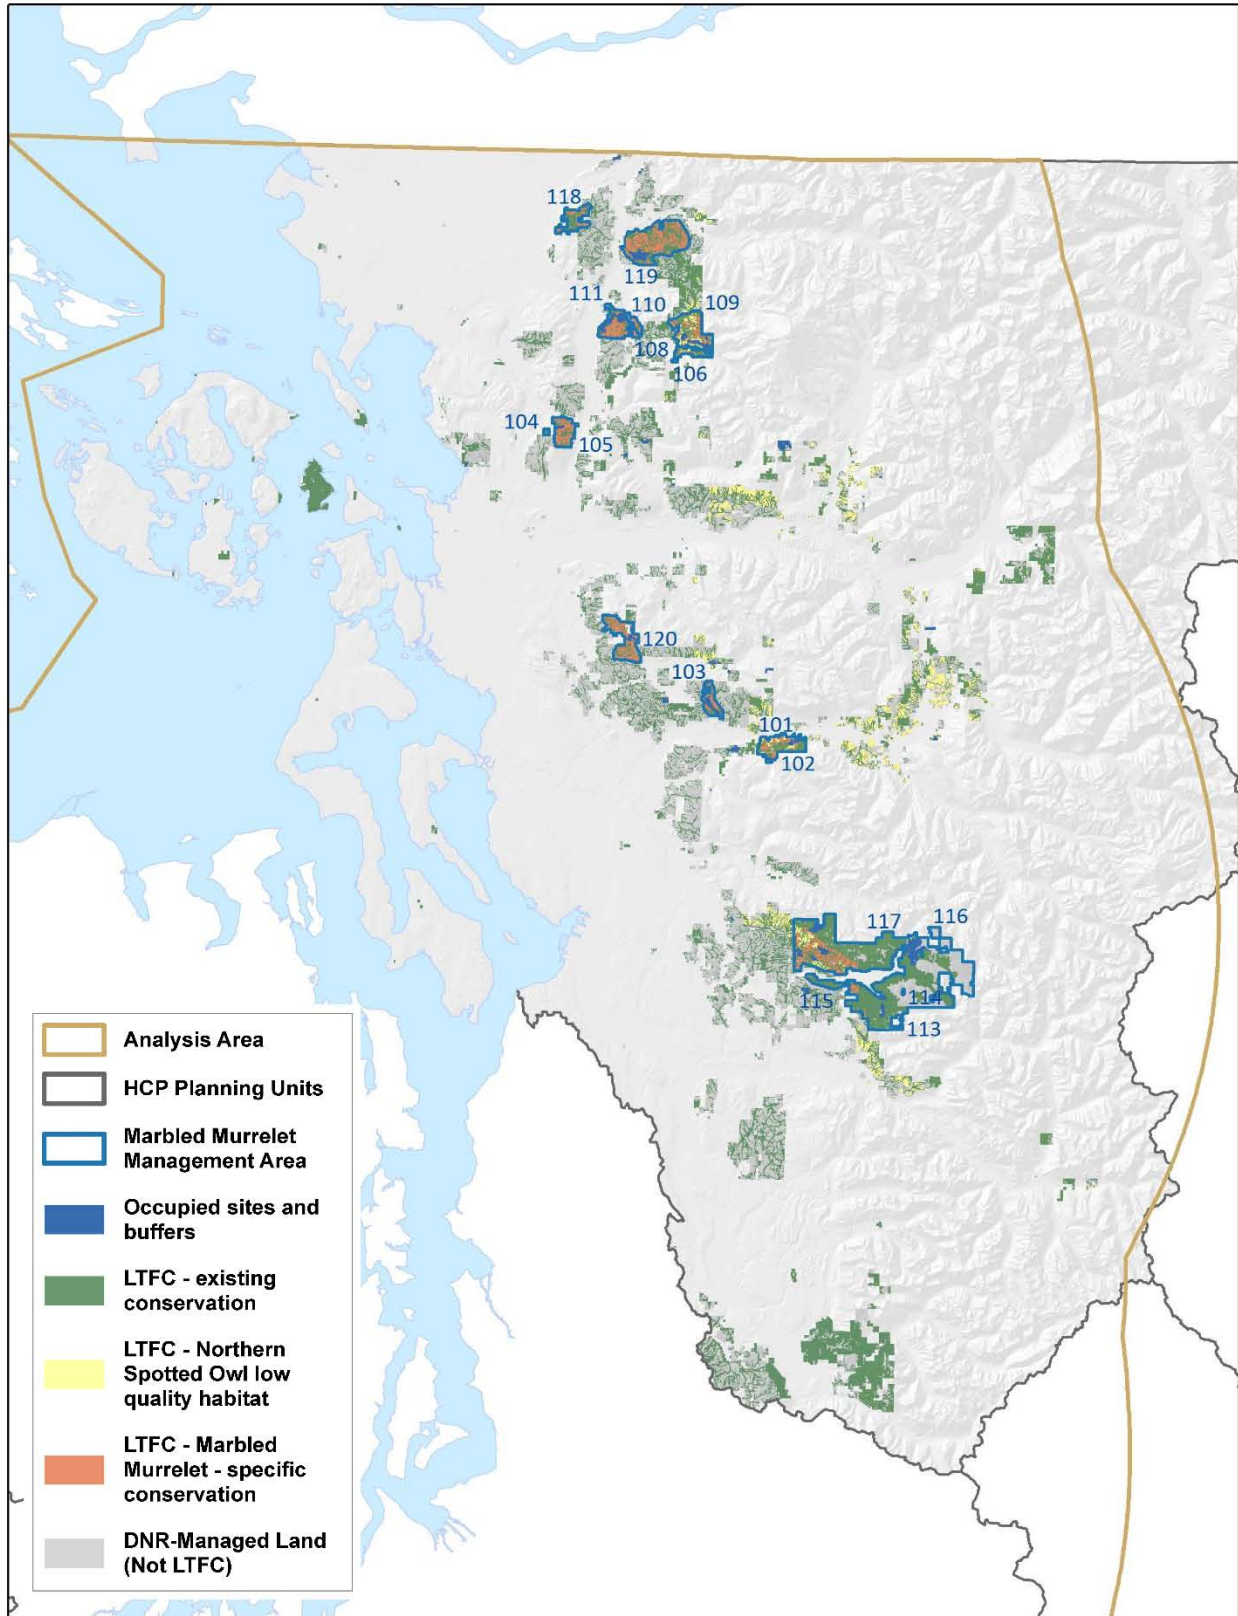 118
119
111
110
109
108
106
104
105
120
103
101
102
117
116
115
114
113
Analysis Area
HCP Planning Units
Marbled Murrelet
Management Area
Occupied sites and
buffers
LTFC - existing
conservation
LTFC - Northern
Spotted Owl low
quality habitat
LTFC - Marbled
Murrelet - specific
conservation
DNR-Managed Land
(Not LTFC)